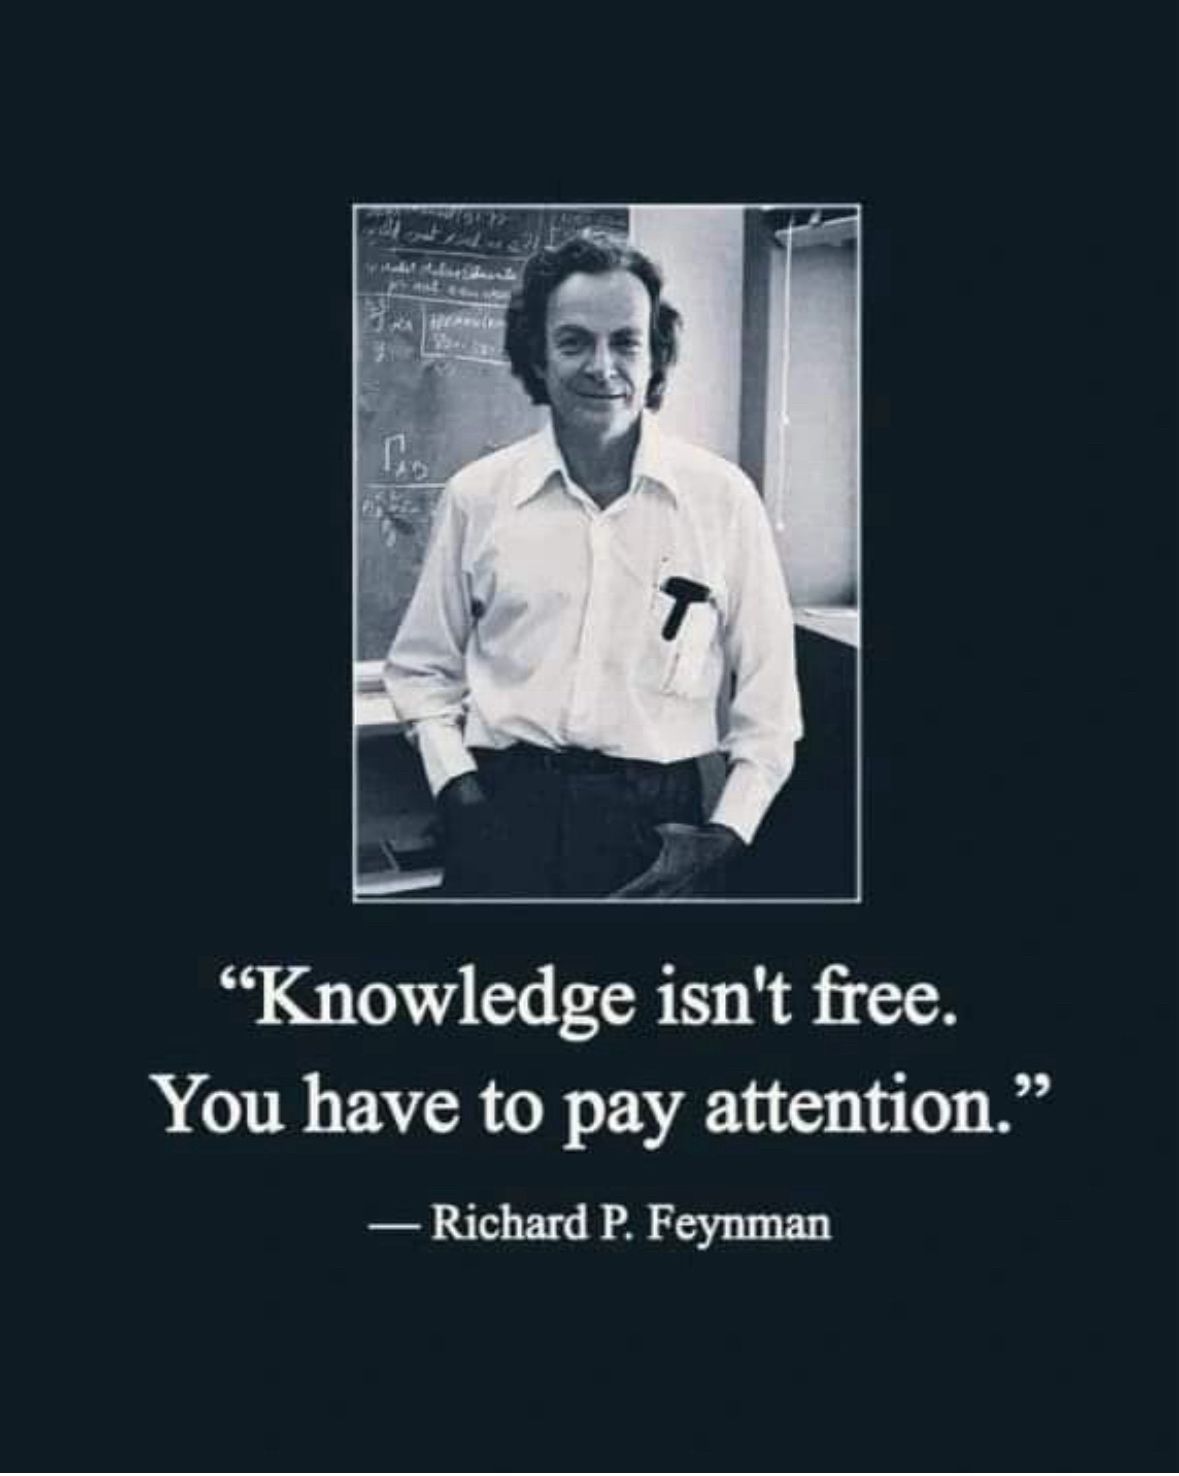 “Knowledge isn't free.
You have to pay attention.”
— Richard P. Feynman